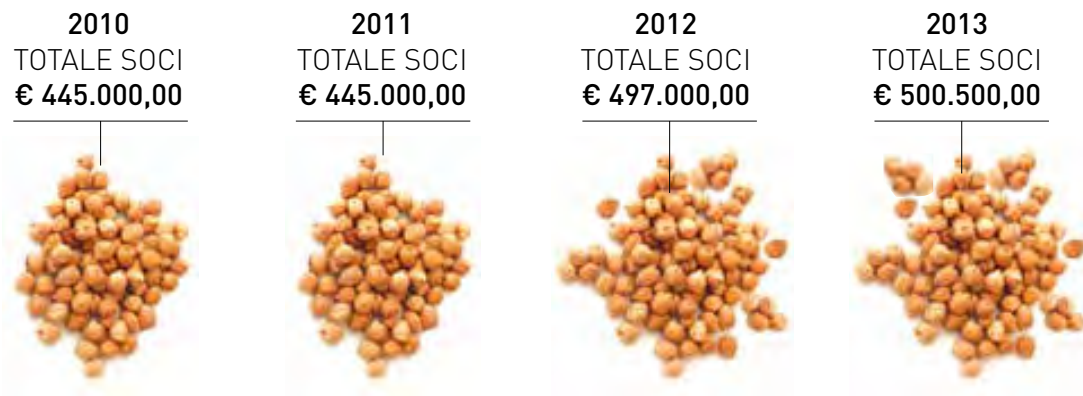 2010
TOTALE SOCI
€ 445.000,00
2011
TOTALE SOCI
€ 445.000,00
2012
TOTALE SOCI
€ 497.000,00
2013
TOTALE SOCI
€ 500.500,00